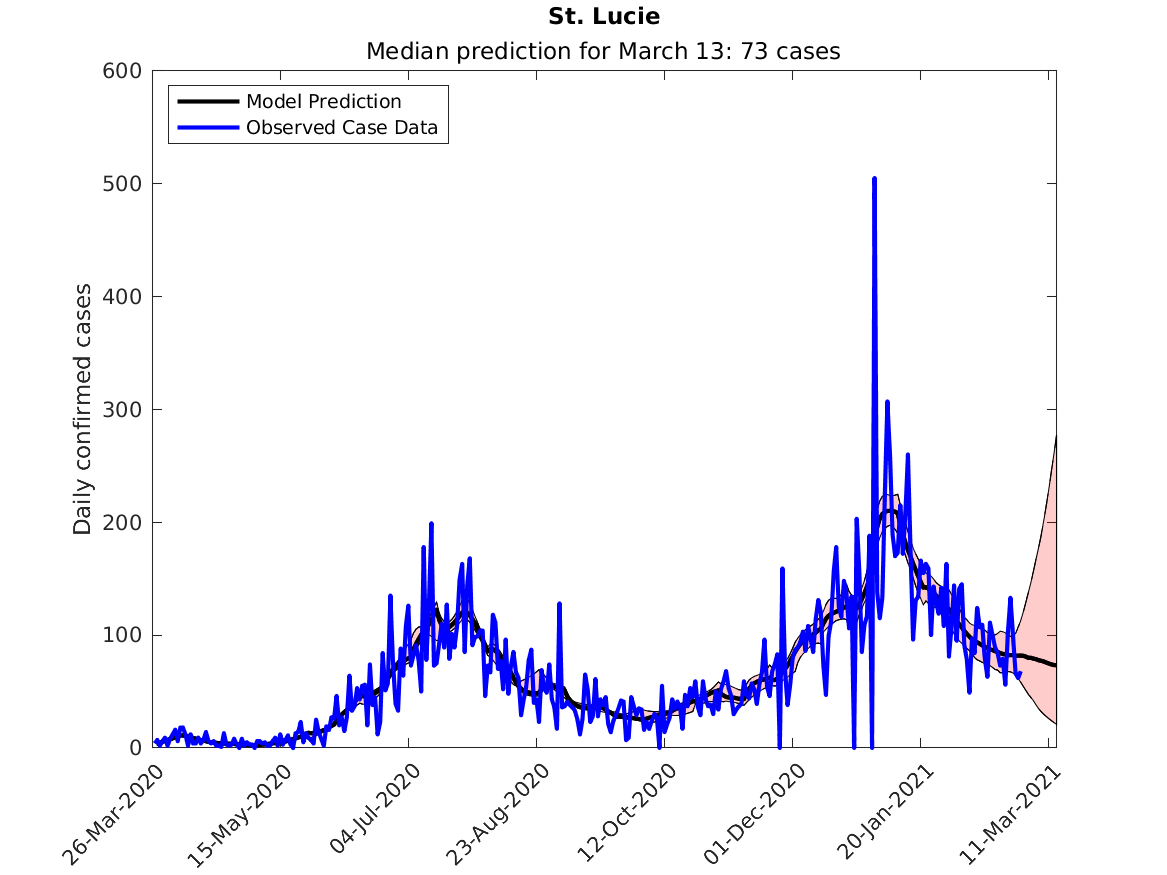 St. Lucie
Median prediction for March 13: 73 cases
Model Prediction
Observed Case Data
Daily confirmed cases
600
500
400
300
200
100
0
26-Mar-2020
15-May-2020
04-Jul-2020
23-Aug-2020
12-Oct-2020
01-Dec-2020
20-Jan-2021
11-Mar-2021